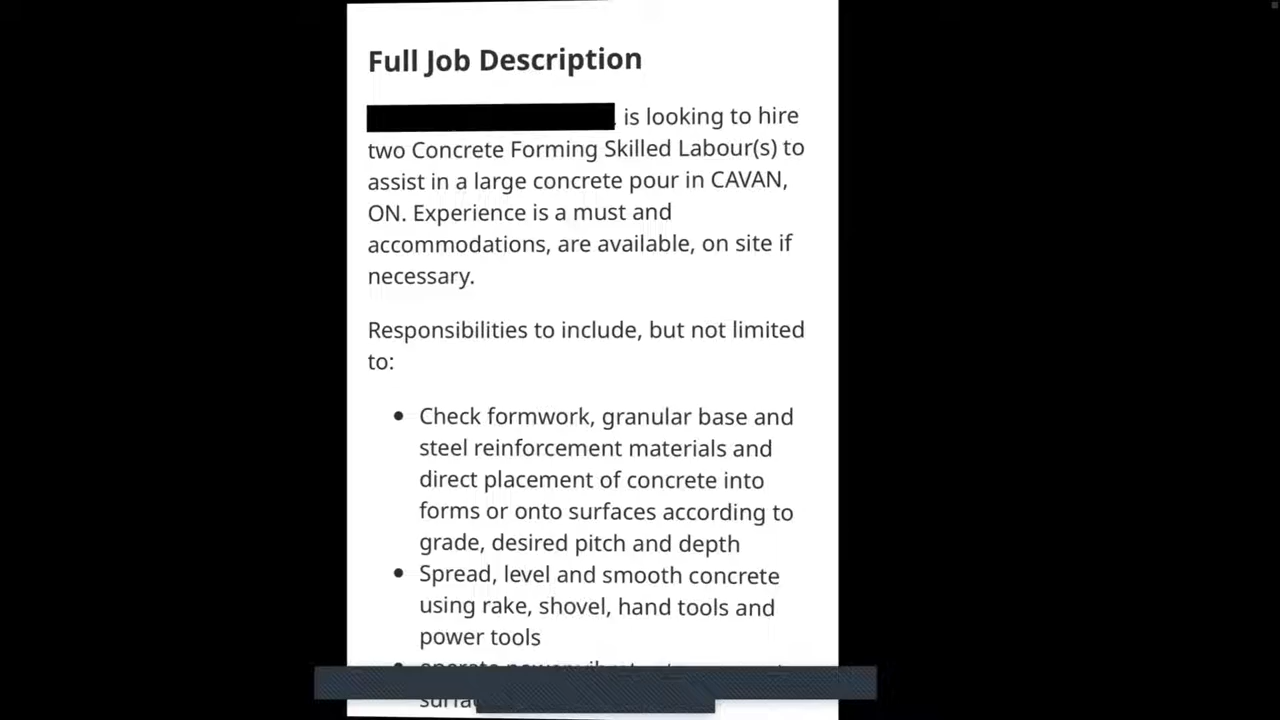 Full Job Description
is looking to hire
two Concrete Forming Skilled Labour(s) to
assist in a large concrete pour in CAVAN,
ON. Experience is a must and
accommodations, are available, on site if
necessary.
Responsibilities to include, but not limited
to:
• Check formwork, granular base and
steel reinforcement materials and
direct placement of concrete into
forms or onto surfaces according to
grade, desired pitch and depth
• Spread, level and smooth concrete
using rake, shovel, hand tools and
power tools
• operate power